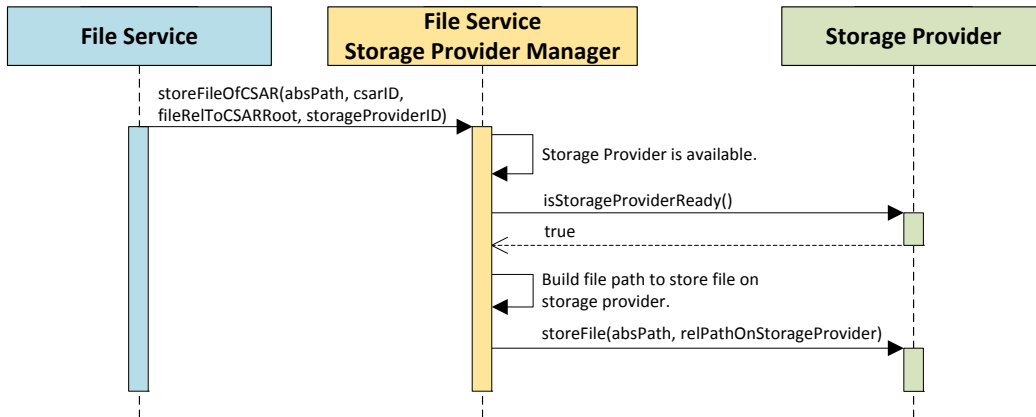 File Service
File Service
Storage Provider Manager
Storage Provider
storeFileOfCSAR(absPath, csarID,
fileRelToCSARRoot, storageProviderID)
Storage Provider is available.
isStorageProviderReady()
true
Build file path to store file on
storage provider.
storeFile(absPath, relPathOnStorageProvider)